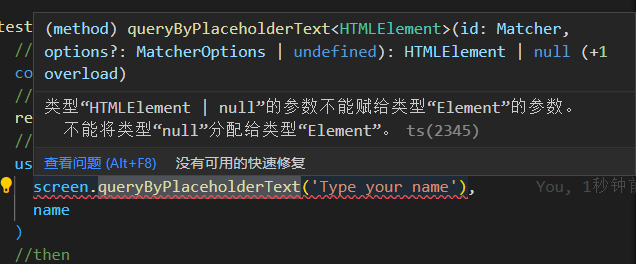 (method) queryByPlaceholderText<HTMLElement>(id: Matcher,
test
options?: MatcherOptions | undefined): HTMLElement | null (+1
//
overload)
co
//
类型“HTMLElement | null”的参数不能赋给类型“Element”的参数。
re
不能将类型“null”分配给类型“Element”。 ts(2345)
//
查看问题 (Alt+F8) 没有可用的快速修复
us
screen.queryByPlaceholderText('Type your name'), You, 1秒钟前
name
)
//then